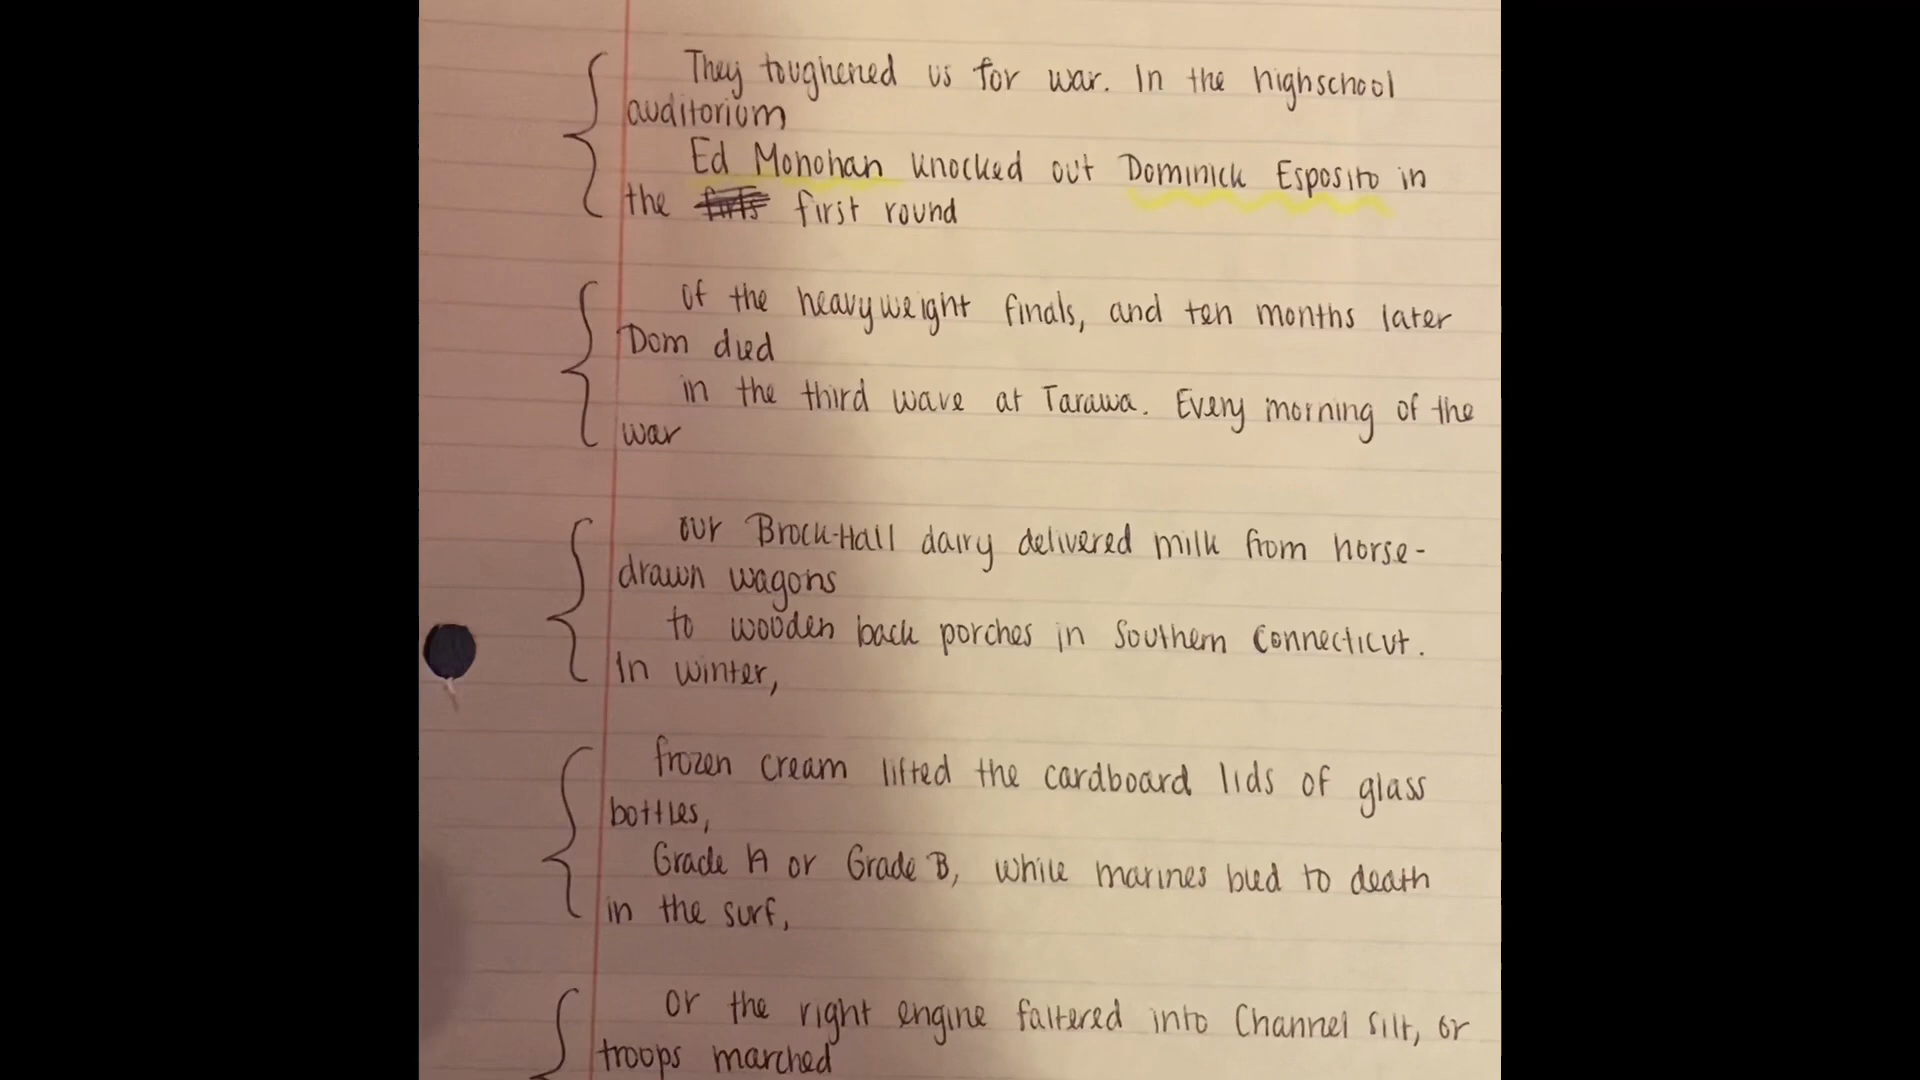 They toughened us for war. In the highschool
auditorium
Ed Monohan knocked out Dominick Esposito in
the first round
of the heavyweight finals, and ten months later
Dom died
in the third wave at Tarawa. Every morning of the
war
our Brock-Hall dairy delivered milk from horse-
drawn wagons
to wooden back porches in Southern Connecticut.
In winter,
frozen cream lifted the cardboard lids of glass
bottles,
Grade A or Grade B, while marines bled to death
in the surf,
or the right engine faltered into Channel silt, or
troops marched